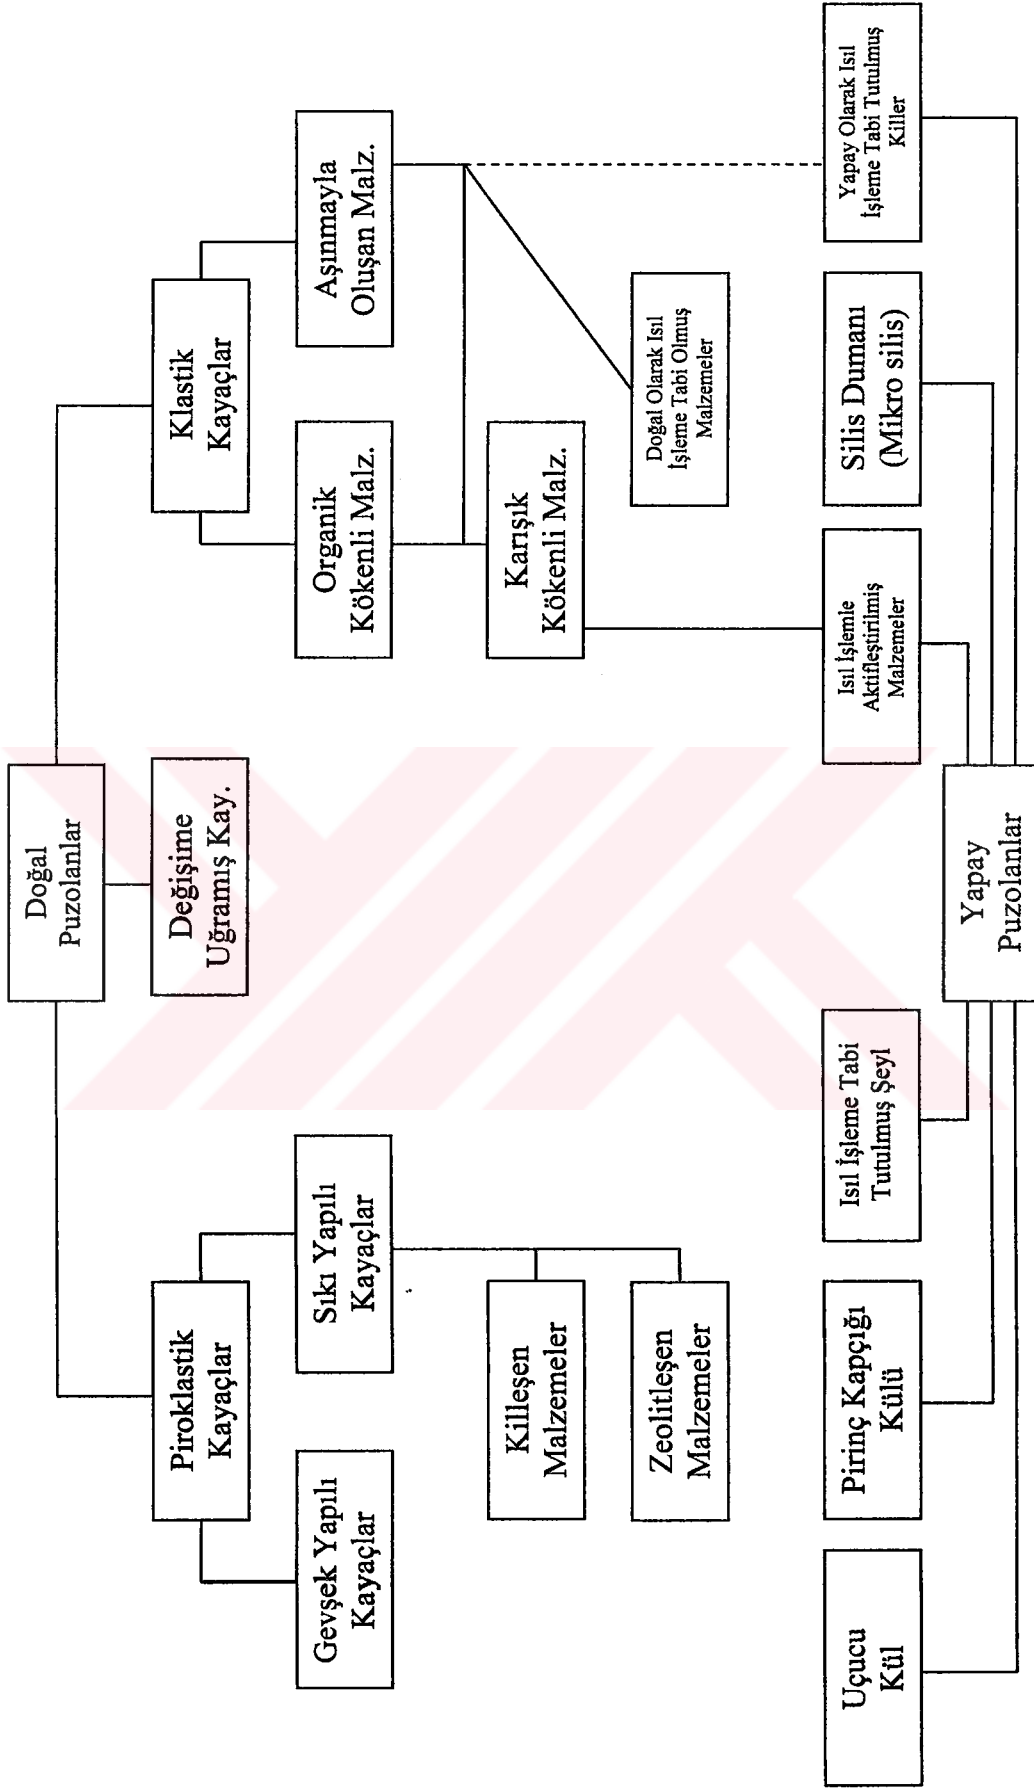 Doğal
Puzolanlar
Piroklastik
Kayaçlar
Değişime
Uğramış Kay.
Klastik
Kayaçlar
Gevşek Yapılı
Kayaçlar
Sıkı Yapılı
Kayaçlar
Organik
Kökenli Malz.
Aşınmayla
Oluşan Malz.
Killeşen
Malzemeler
Karışık
Kökenli Malz.
Zeolitleşen
Malzemeler
Doğal Olarak Isıl
İşleme Tabi Olmuş
Malzemeler
Uçucu
Kül
Pirinç Kapçığı
Külü
Isıl İşleme Tabi
Tutulmuş Şeyl
Isıl İşlemle
Aktifleştirilmiş
Malzemeler
Silis Dumanı
(Mikro silis)
Yapay Olarak Isıl
İşleme Tabi Tutulmuş
Killer
Yapay
Puzolanlar